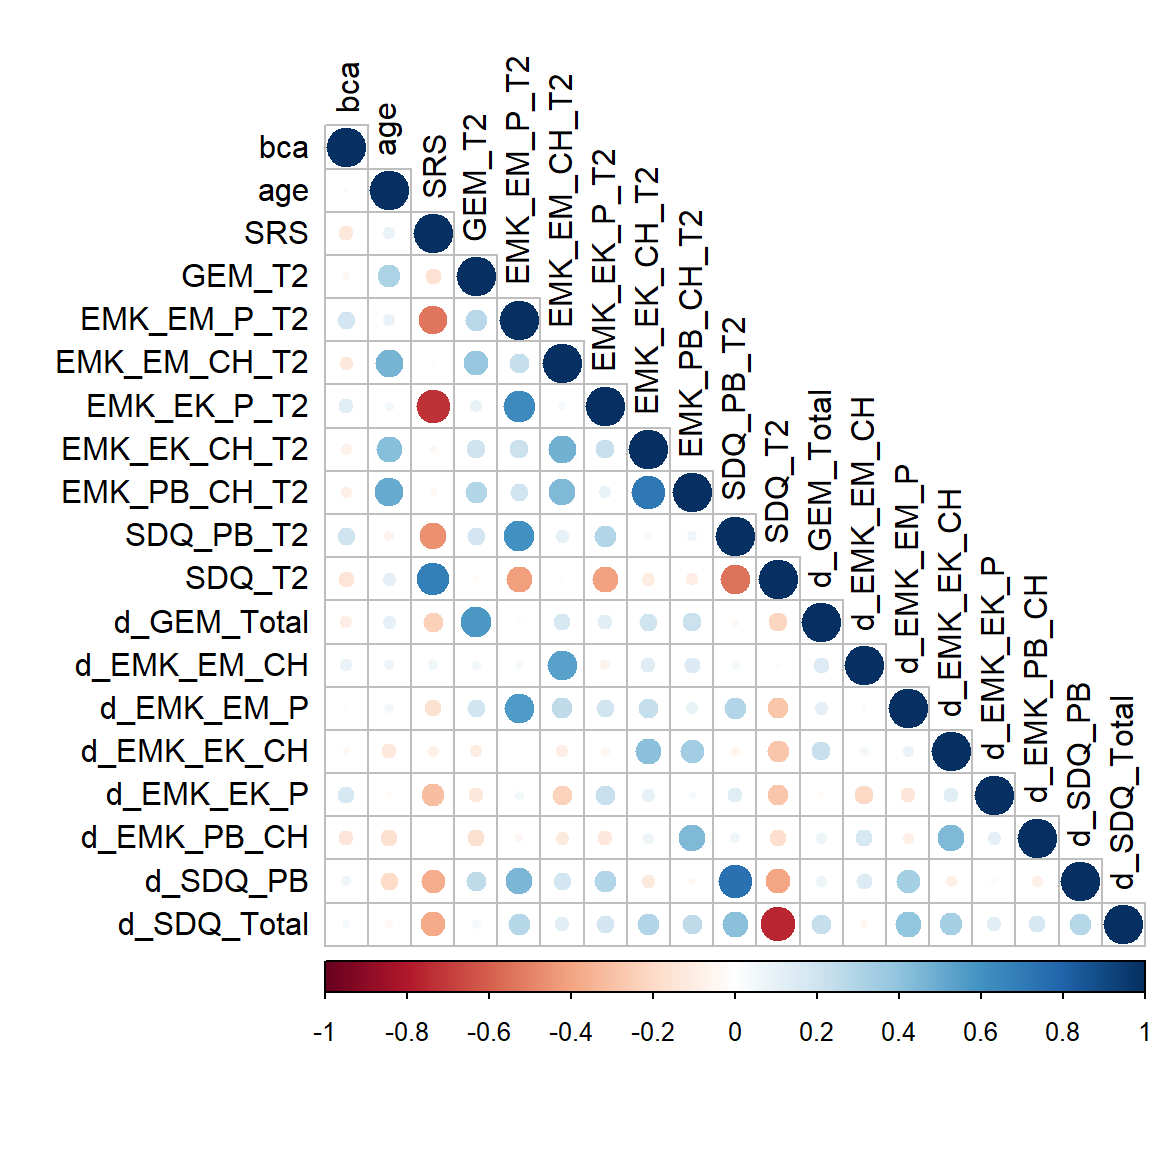 bca
age
SRS
GEM_T2
EMK_EM_P_T2
EMK_EM_CH_T2
EMK_EK_P_T2
EMK_EK_CH_T2
EMK_PB_CH_T2
SDQ_PB_T2
SDQ_T2
d_GEM_Total
d_EMK_EM_CH
d_EMK_EM_P
d_EMK_EK_CH
d_EMK_EK_P
d_EMK_PB_CH
d_SDQ_PB
d_SDQ_Total
bca
age
SRS
GEM_T2
EMK_EM_P_T2
EMK_EM_CH_T2
EMK_EK_P_T2
EMK_EK_CH_T2
EMK_PB_CH_T2
SDQ_PB_T2
SDQ_T2
d_GEM_Total
d_EMK_EM_CH
d_EMK_EM_P
d_EMK_EK_CH
d_EMK_EK_P
d_EMK_PB_CH
d_SDQ_PB
d_SDQ_Total
-1 -0.8 -0.6 -0.4 -0.2 0 0.2 0.4 0.6 0.8 1